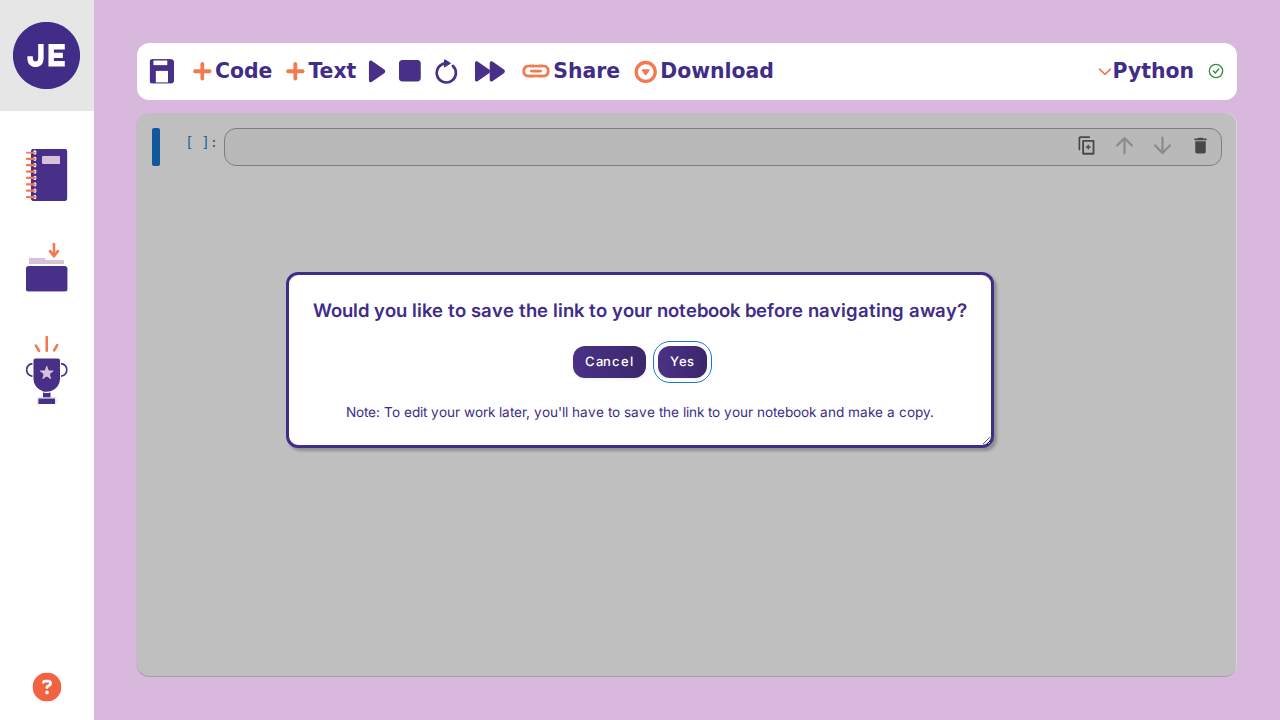 JE
Code
Text
Share
Download
Python
[ ]:
Would you like to save the link to your notebook before navigating away?
Cancel
Yes
Note: To edit your work later, you'll have to save the link to your notebook and make a copy.
?